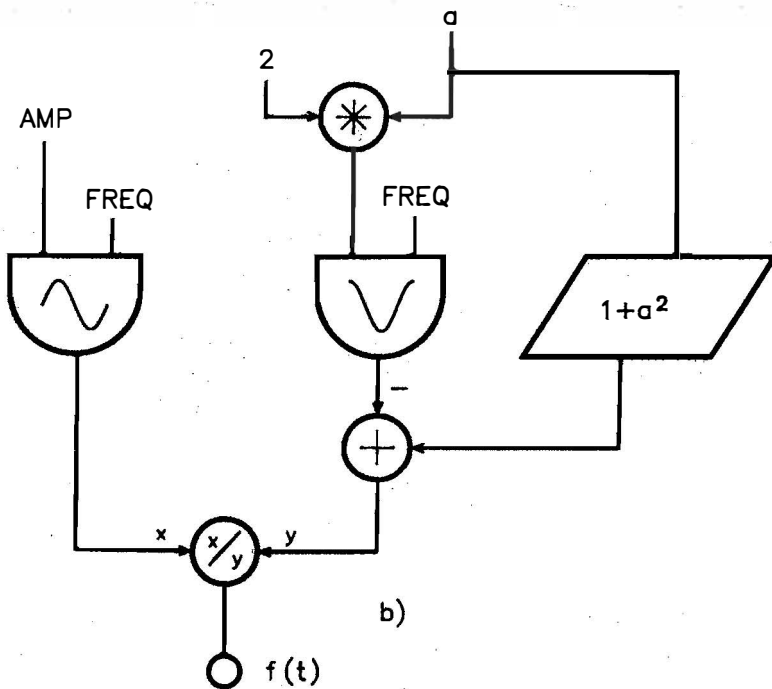 a
2
AMP
FREQ
FREQ
1+a²
−
+
x
x/y
y
b)
f(t)